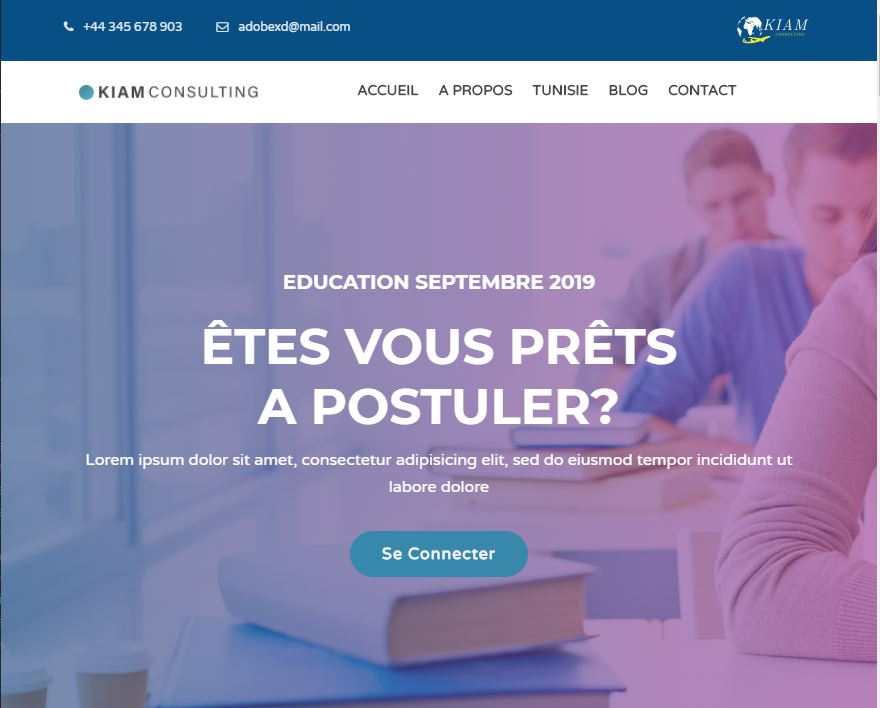 +44 345 678 903
adobexd@mail.com
KIAM
CONSULTING
KIAM CONSULTING
ACCUEIL
A PROPOS
TUNISIE
BLOG
CONTACT
EDUCATION SEPTEMBRE 2019
ÊTES VOUS PRÊTS
A POSTULER?
Lorem ipsum dolor sit amet, consectetur adipisicing elit, sed do eiusmod tempor incididunt ut
labore dolore
Se Connecter